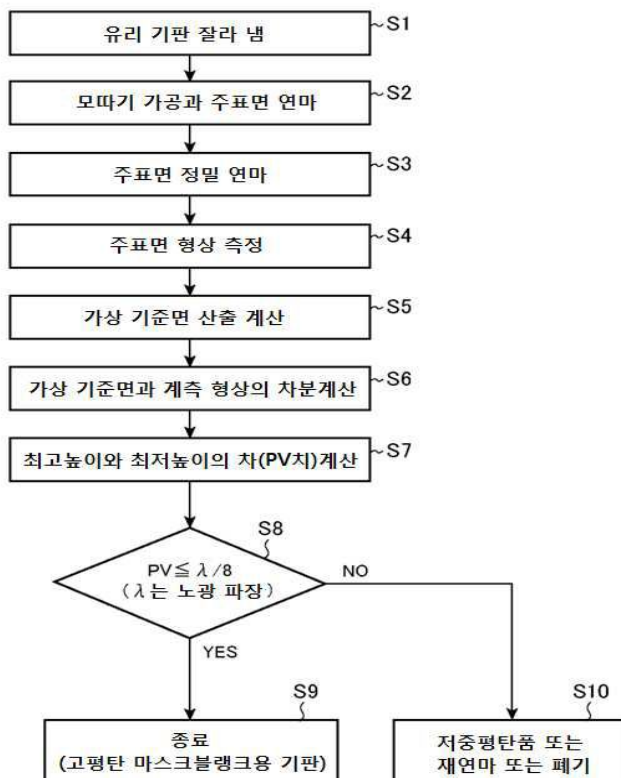 유리 기판 잘라 냄
S1
모따기 가공과 주표면 연마
S2
주표면 정밀 연마
S3
주표면 형상 측정
S4
가상 기준면 산출 계산
S5
가상 기준면과 계측 형상의 차분계산
S6
최고높이와 최저높이의 차(PV치)계산
S7
S8
PV≦λ/8
(λ는 노광 파장)
NO
YES
S9
종료
(고평탄 마스크블랭크용 기판)
S10
저중평탄품 또는
재연마 또는 폐기